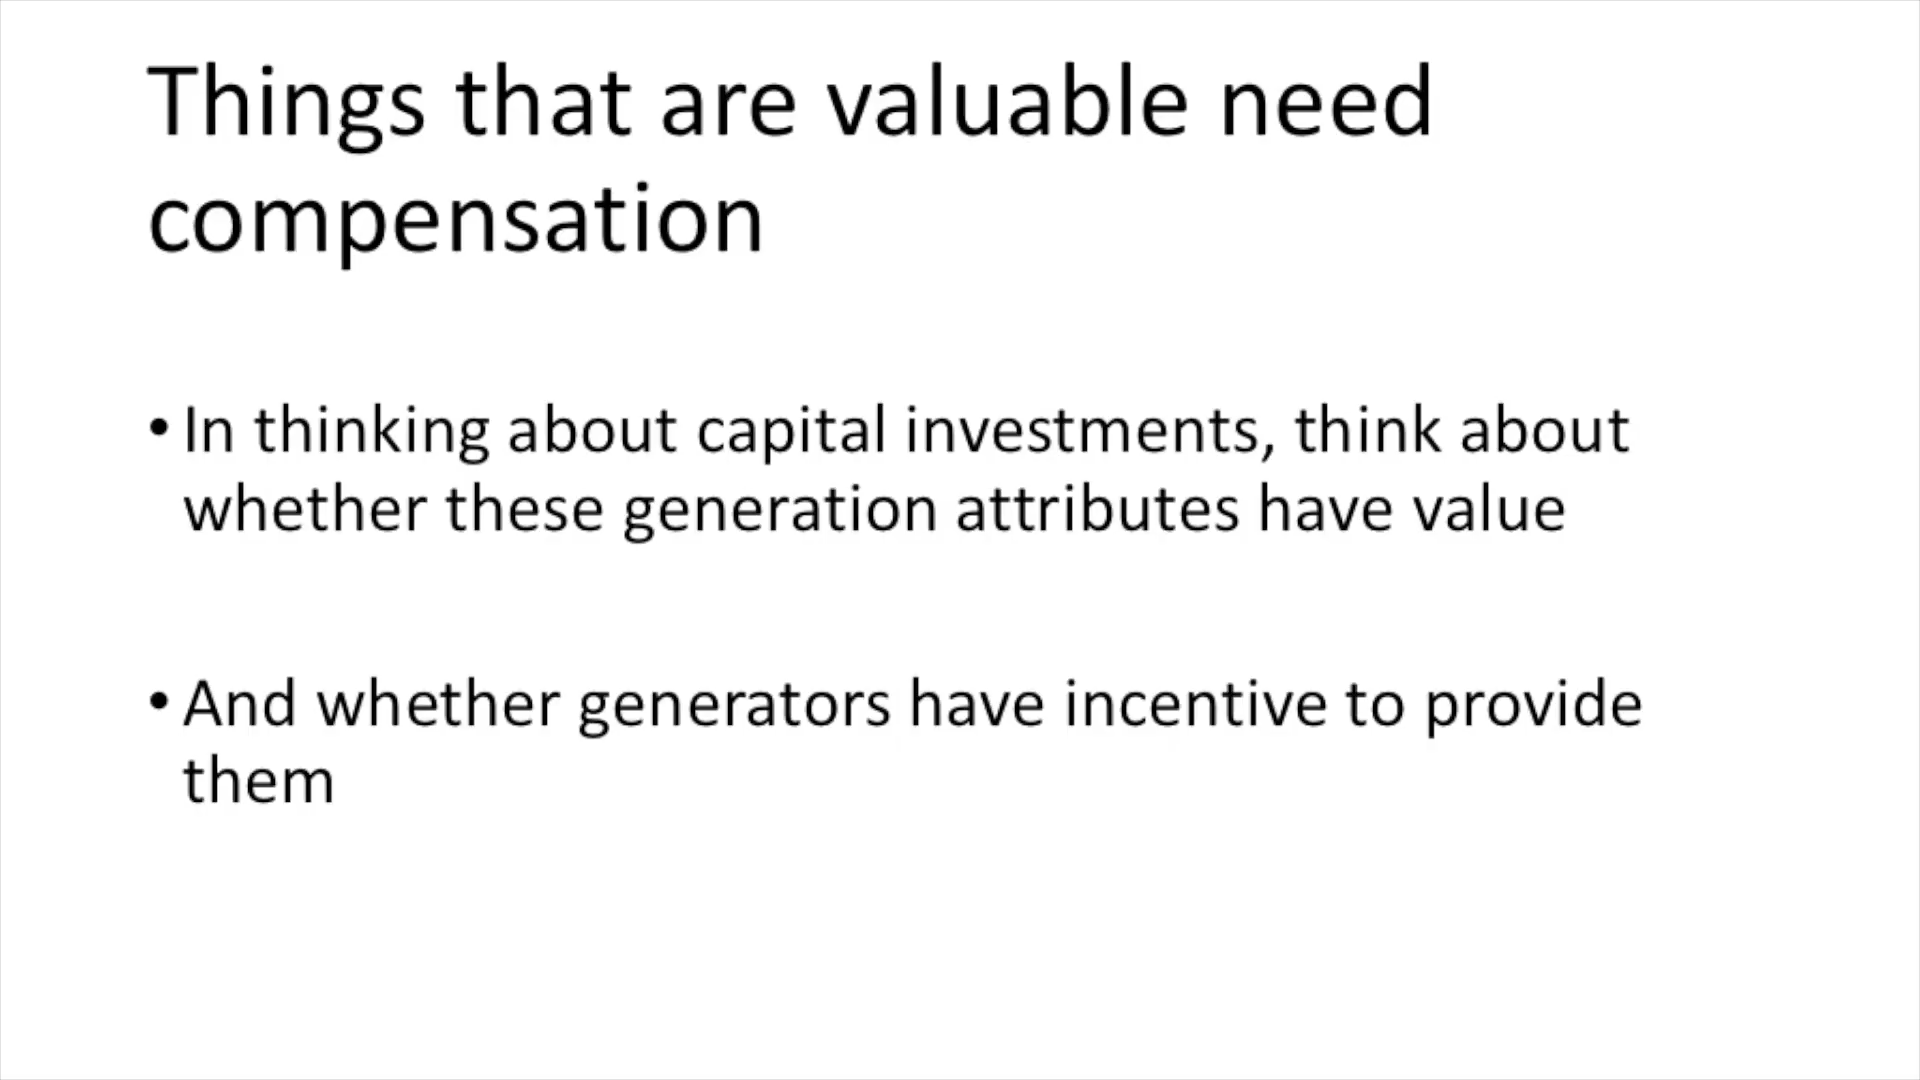 Things that are valuable need
compensation
• In thinking about capital investments, think about
whether these generation attributes have value
• And whether generators have incentive to provide
them